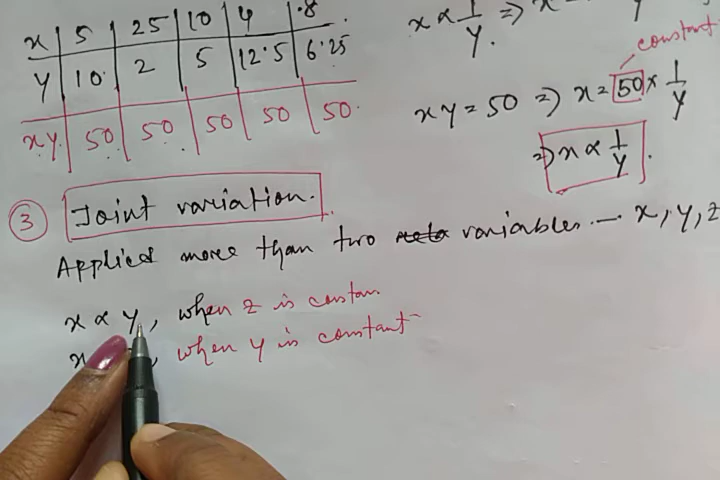 x 5 25 10 4 .8
y 10 2 5 12.5 6.25
xy 50 50 50 50 50
x ∝ 1/y. ⇒ x
constant
xy = 50 ⇒ x = 50 × 1/y
⇒ x ∝ 1/y.
③ Joint variation.
Applied more than two variables — x, y, z
x ∝ y, when z is constan
x , when y is constant